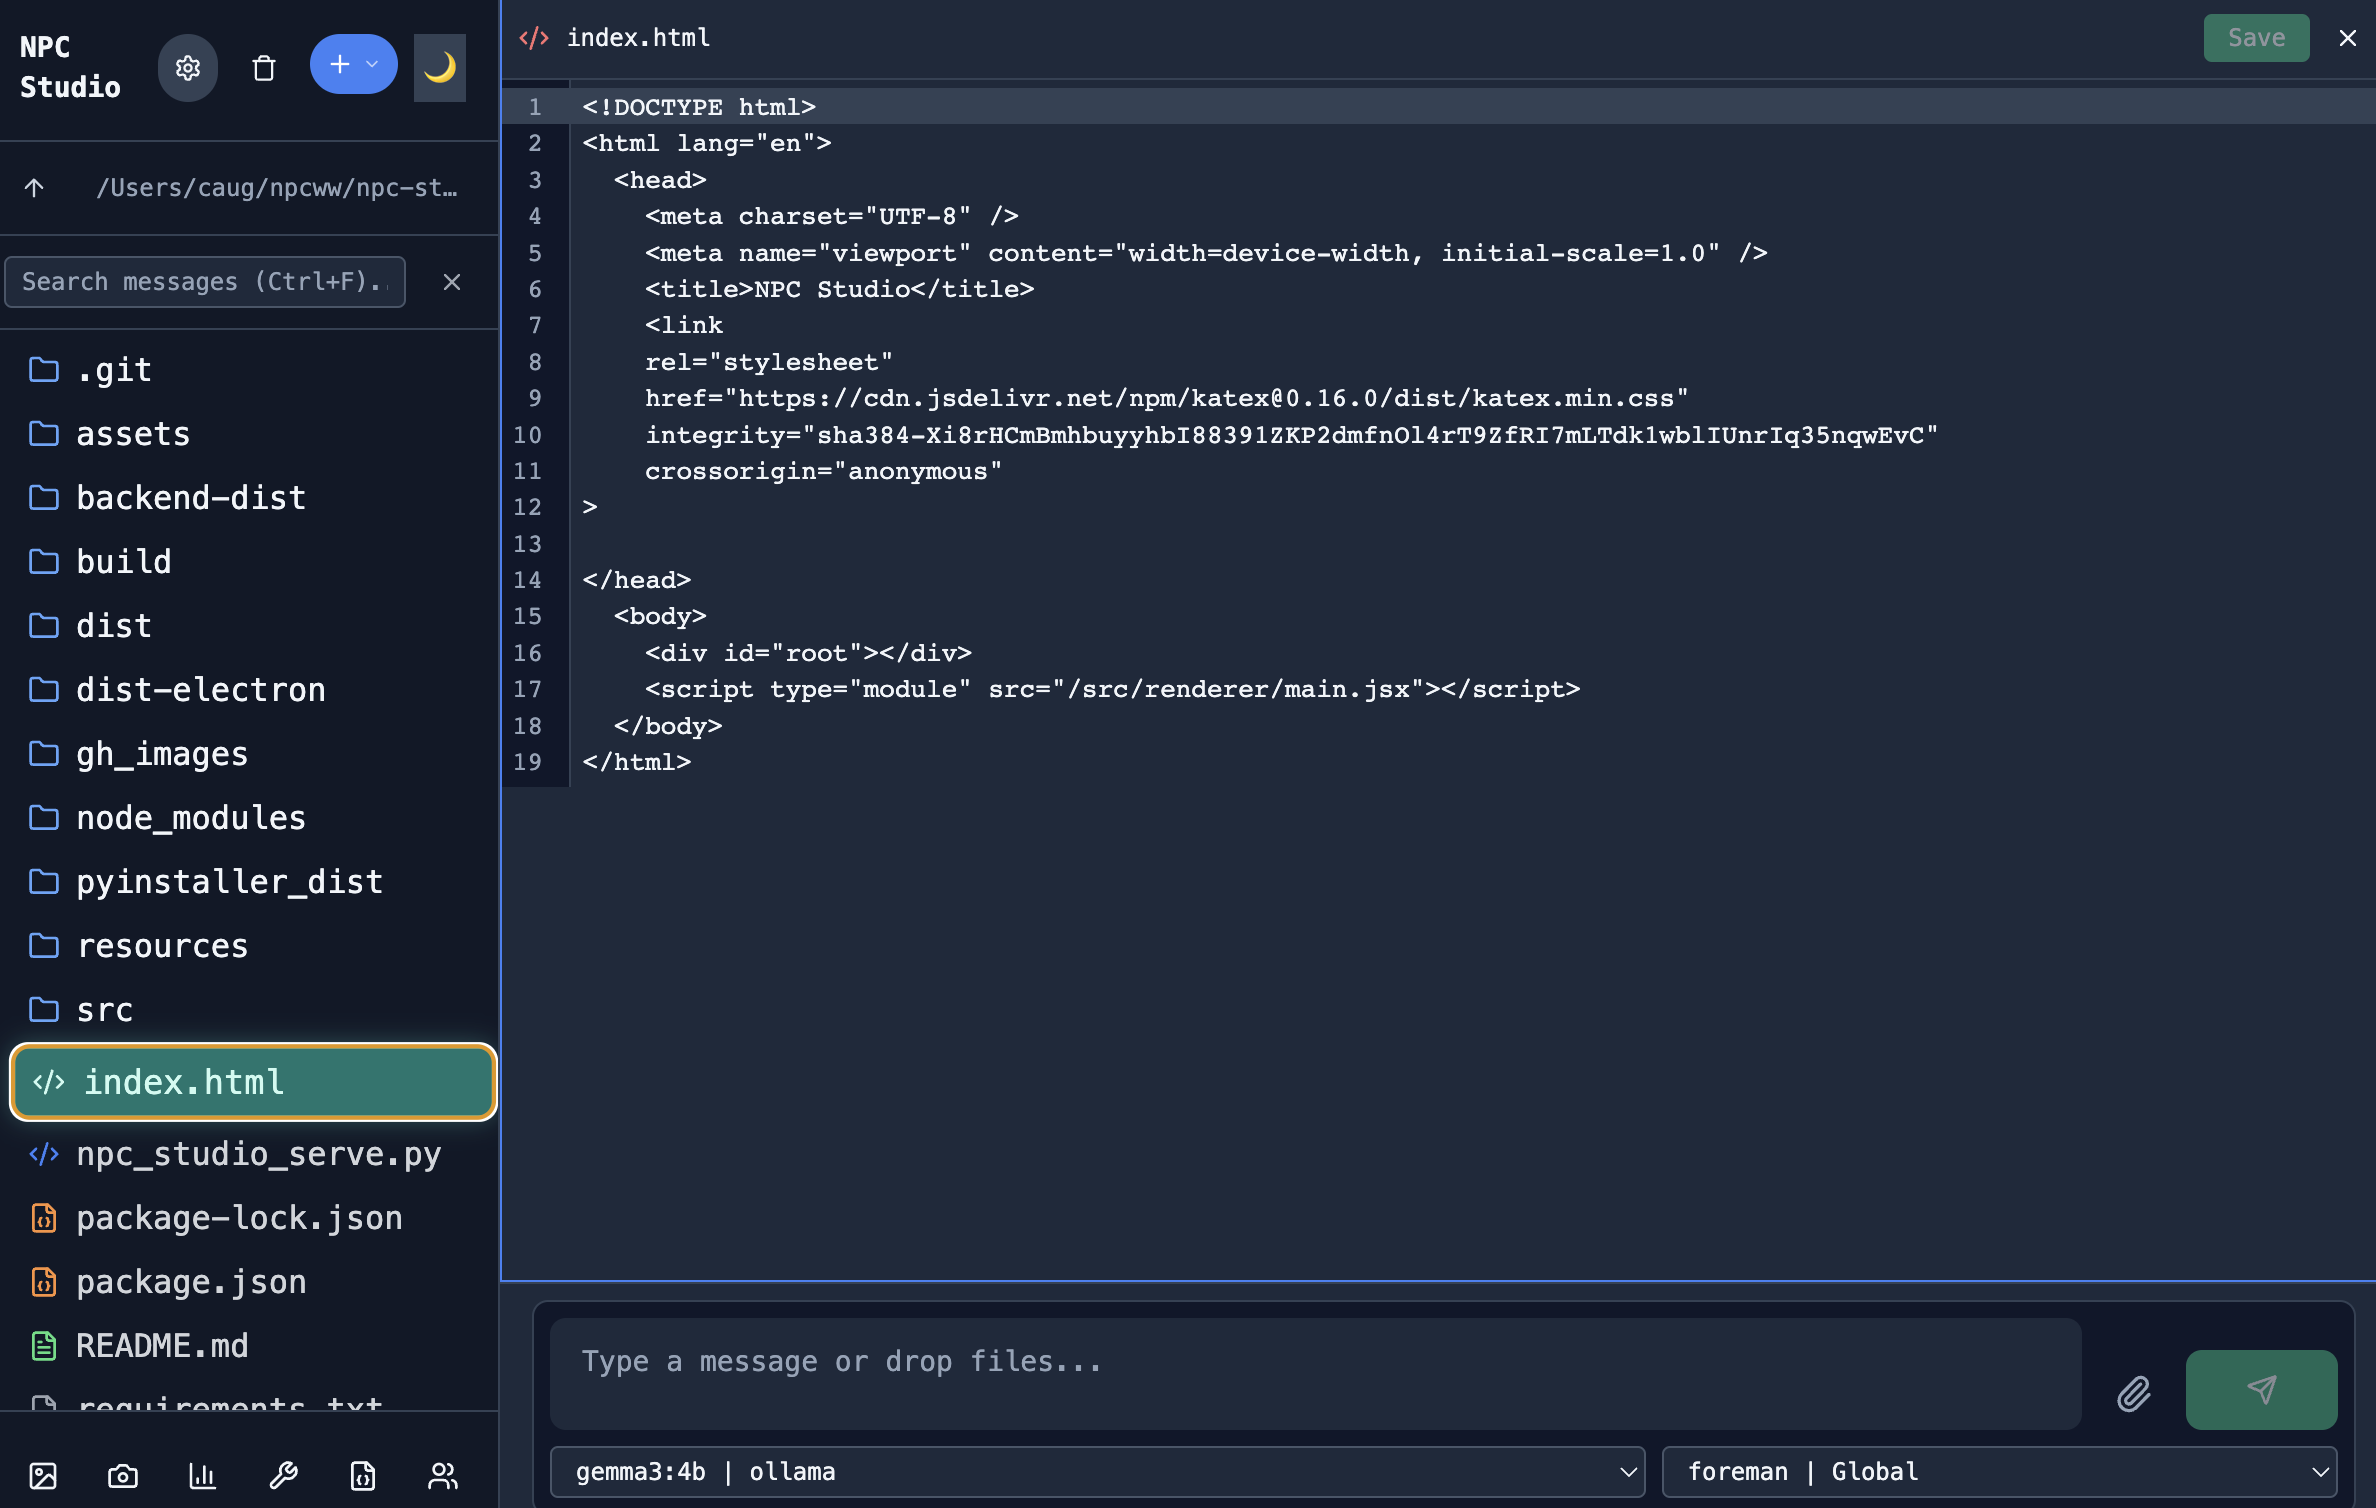 NPC
Studio
/Users/caug/npcww/npc-st…
Search messages (Ctrl+F)..
.git
assets
backend-dist
build
dist
dist-electron
gh_images
node_modules
pyinstaller_dist
resources
src
</> index.html
</> npc_studio_serve.py
package-lock.json
package.json
README.md
requirements.txt
</> index.html
Save
1 <!DOCTYPE html>
2 <html lang="en">
3 <head>
4 <meta charset="UTF-8" />
5 <meta name="viewport" content="width=device-width, initial-scale=1.0" />
6 <title>NPC Studio</title>
7 <link
8 rel="stylesheet"
9 href="https://cdn.jsdelivr.net/npm/katex@0.16.0/dist/katex.min.css"
10 integrity="sha384-Xi8rHCmBmhbuyyhbI88391ZKP2dmfnOl4rT9ZfRI7mLTdk1wblIUnrIq35nqwEvC"
11 crossorigin="anonymous"
12 >
13
14 </head>
15 <body>
16 <div id="root"></div>
17 <script type="module" src="/src/renderer/main.jsx"></script>
18 </body>
19 </html>
Type a message or drop files...
gemma3:4b | ollama
foreman | Global